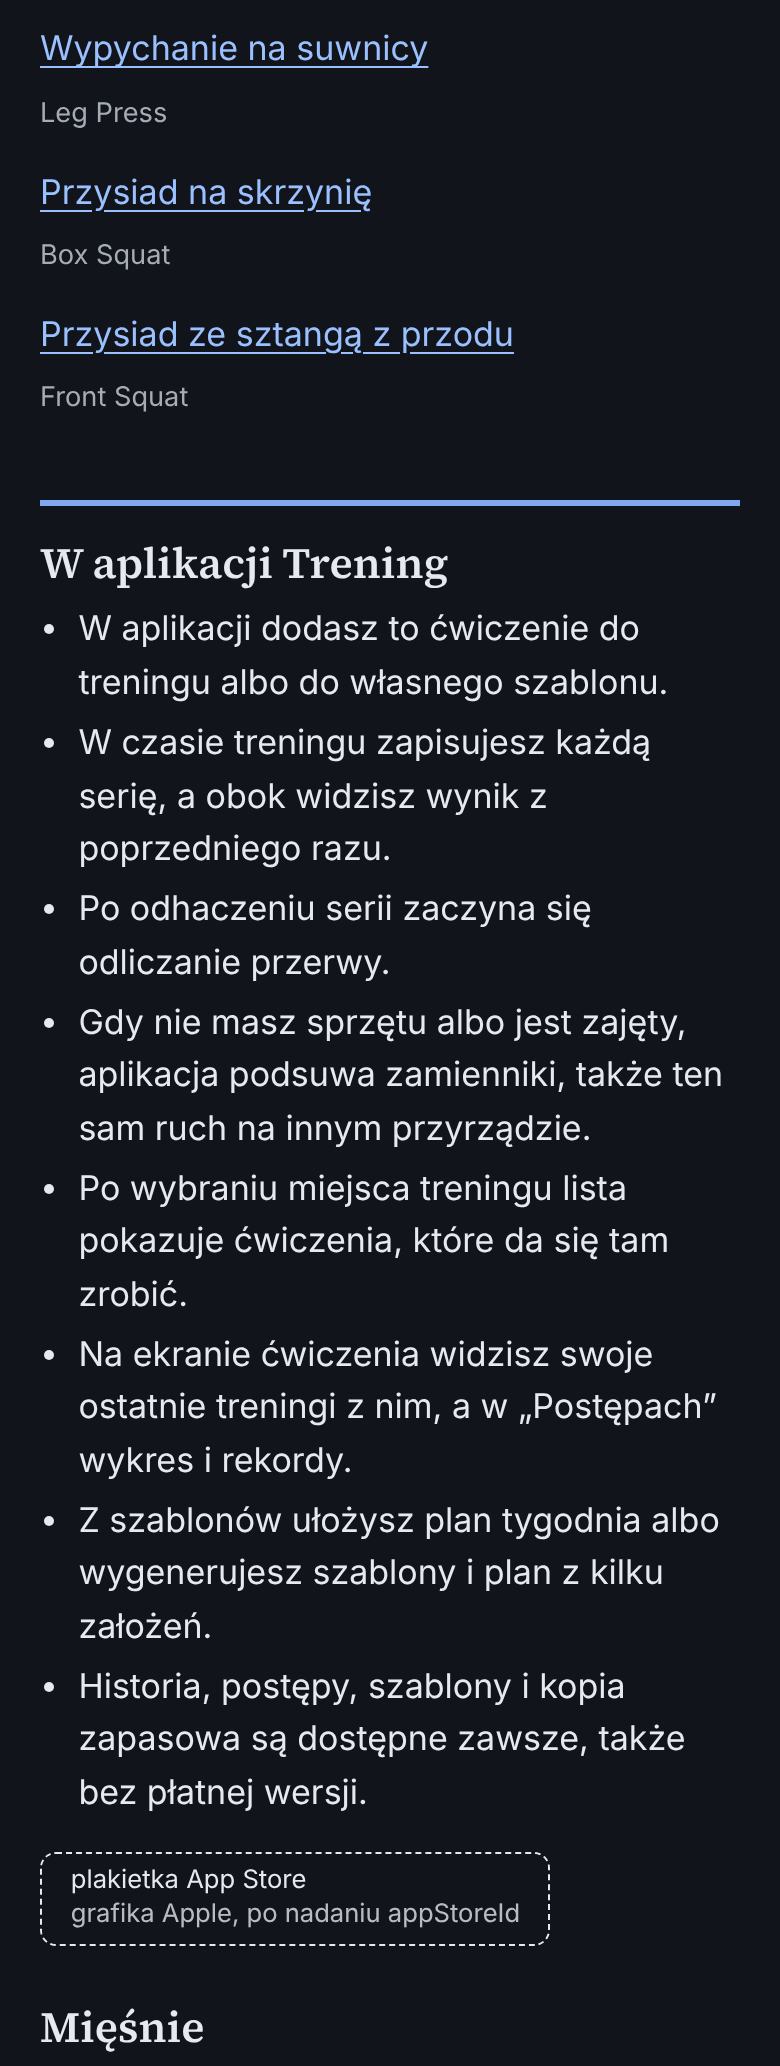 Wypychanie na suwnicy
Leg Press
Przysiad na skrzynię
Box Squat
Przysiad ze sztangą z przodu
Front Squat
W aplikacji Trening
• W aplikacji dodasz to ćwiczenie do
treningu albo do własnego szablonu.
• W czasie treningu zapisujesz każdą
serię, a obok widzisz wynik z
poprzedniego razu.
• Po odhaczeniu serii zaczyna się
odliczanie przerwy.
• Gdy nie masz sprzętu albo jest zajęty,
aplikacja podsuwa zamienniki, także ten
sam ruch na innym przyrządzie.
• Po wybraniu miejsca treningu lista
pokazuje ćwiczenia, które da się tam
zrobić.
• Na ekranie ćwiczenia widzisz swoje
ostatnie treningi z nim, a w „Postępach”
wykres i rekordy.
• Z szablonów ułożysz plan tygodnia albo
wygenerujesz szablony i plan z kilku
założeń.
• Historia, postępy, szablony i kopia
zapasowa są dostępne zawsze, także
bez płatnej wersji.
plakietka App Store
grafika Apple, po nadaniu appStoreId
Mięśnie